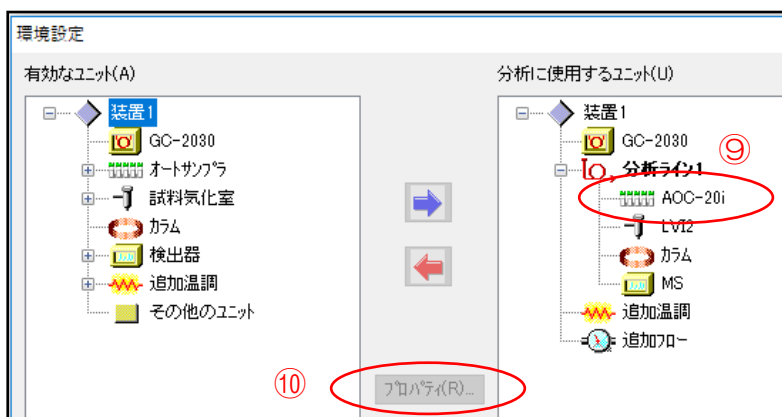 環境設定
有効なユニット(A)
装置1
GC-2030
オートサンプラ
試料気化室
カラム
検出器
追加温調
その他のユニット
プロパティ(R)...
⑩
分析に使用するユニット(U)
装置1
GC-2030
分析ライン1
⑨
AOC-20i
LVI2
カラム
MS
追加温調
追加フロー